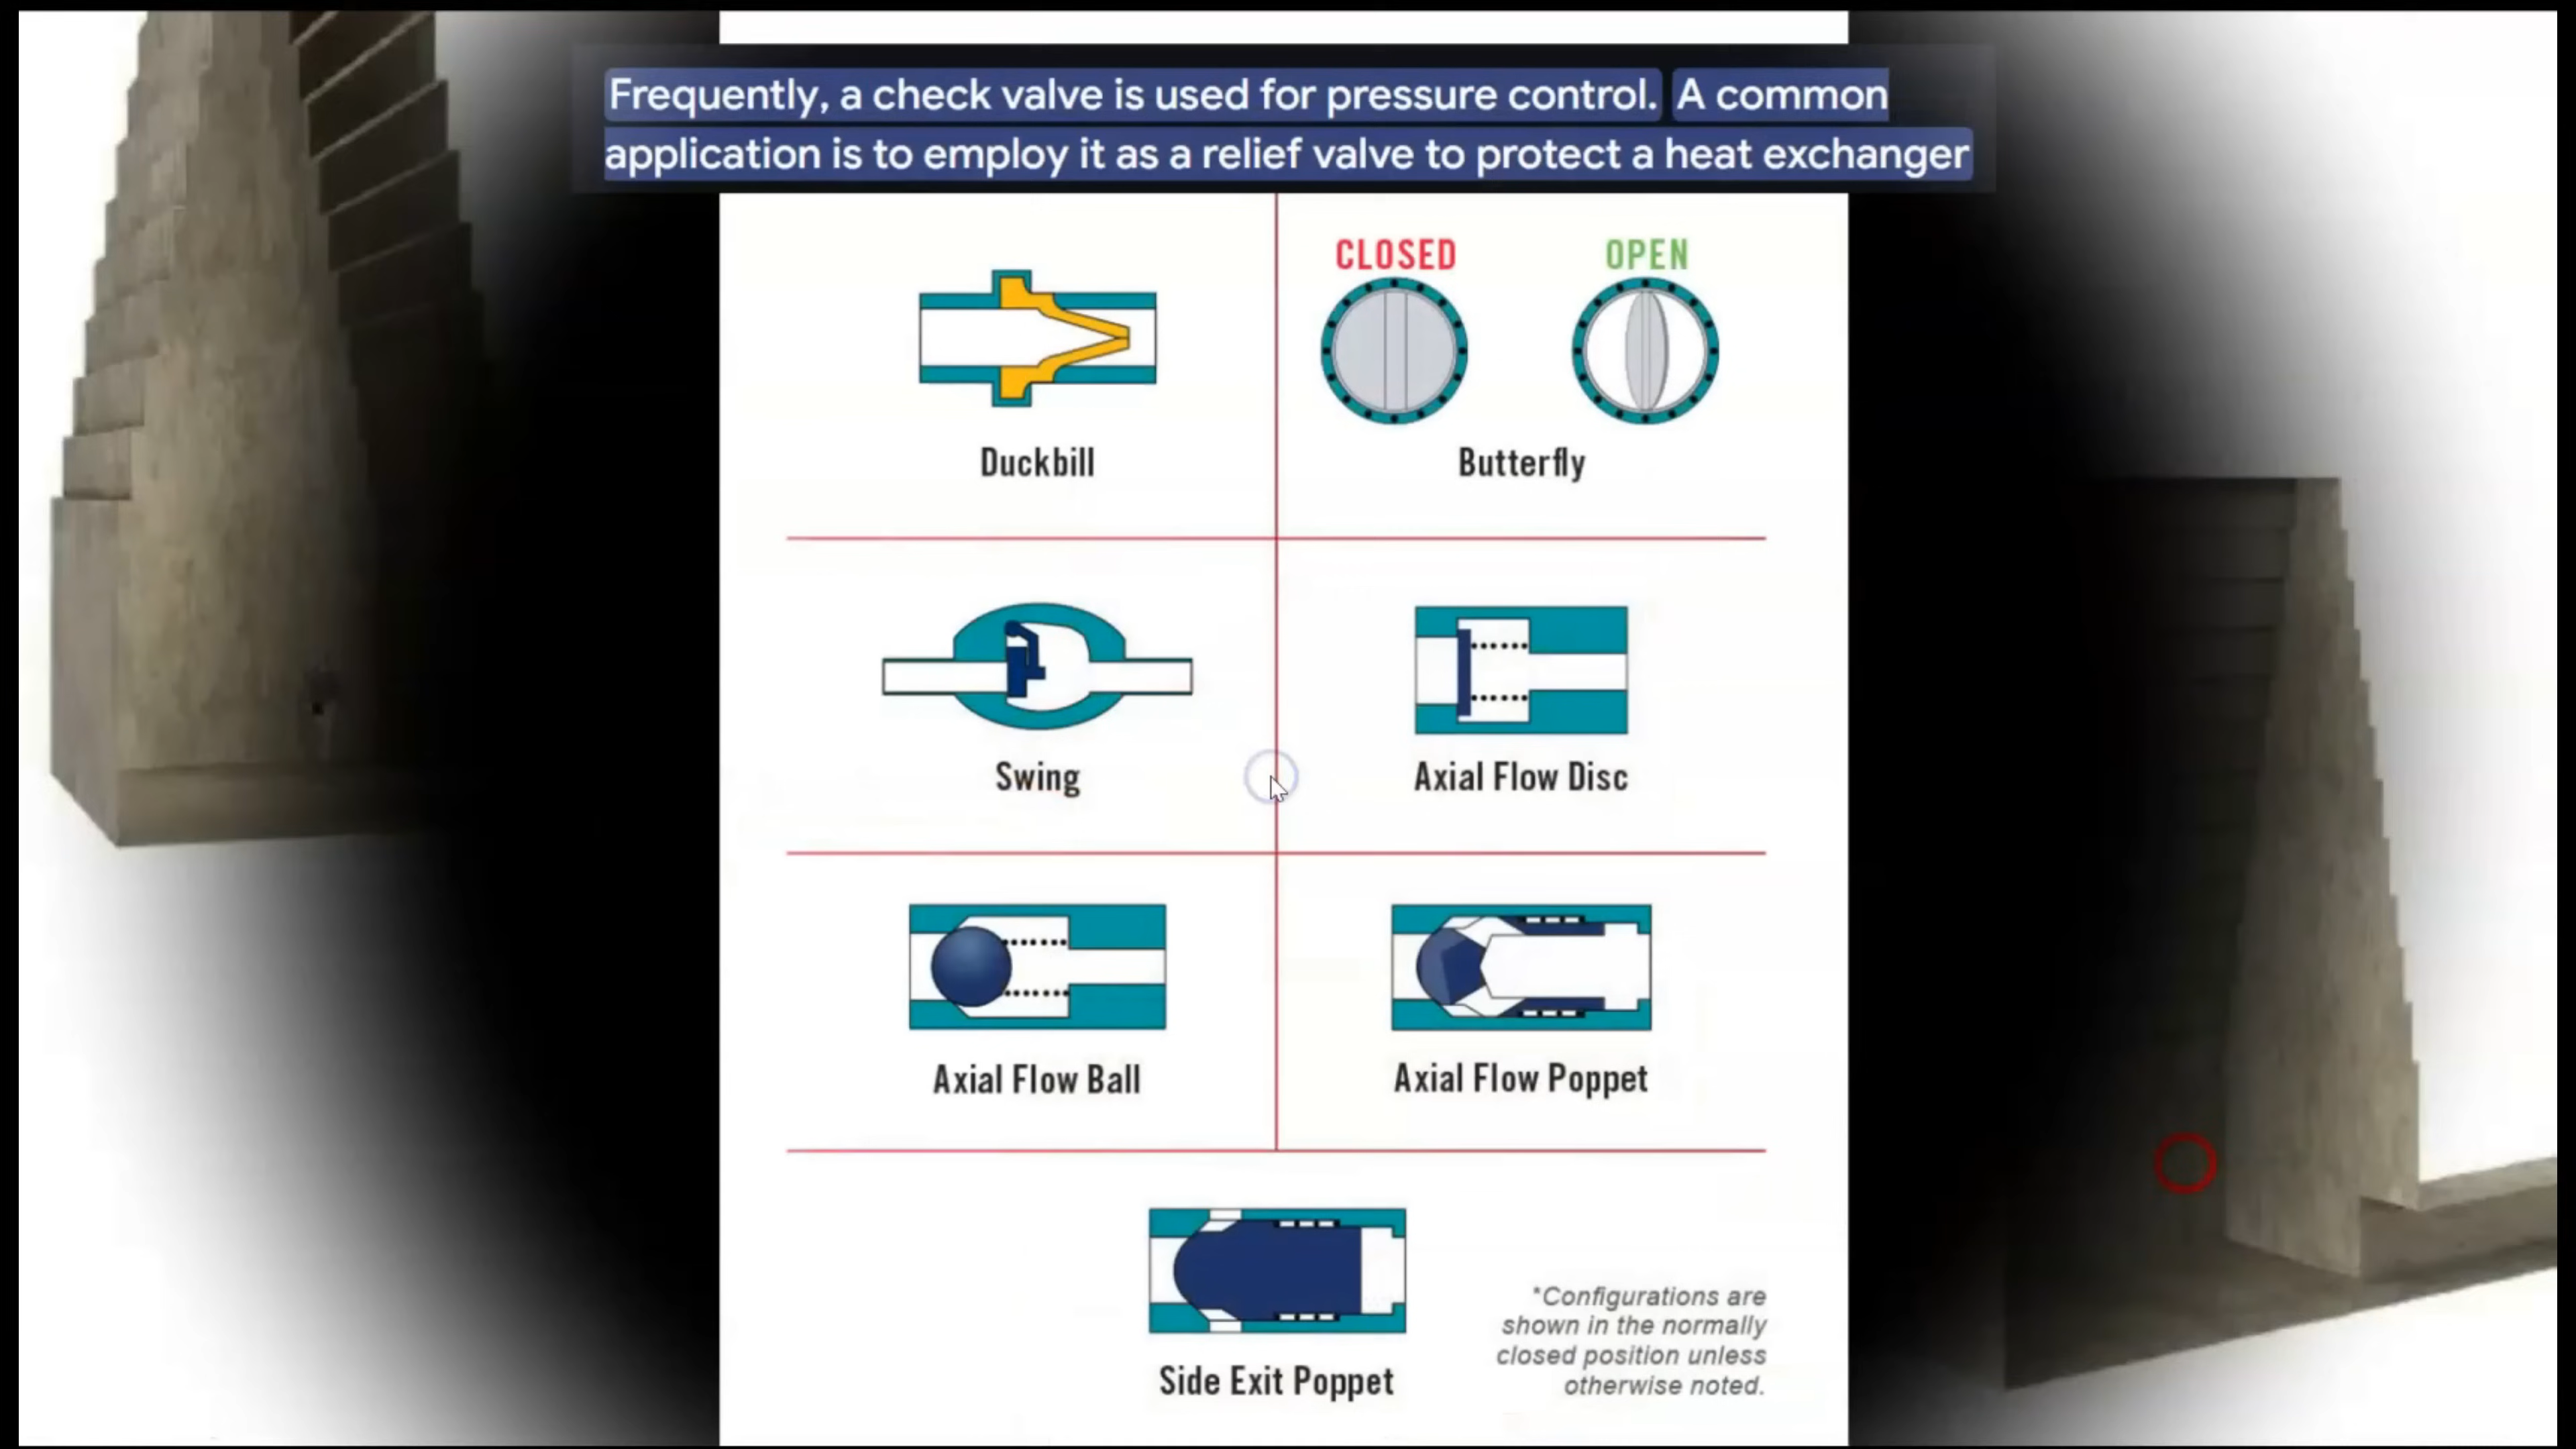 Frequently, a check valve is used for pressure control. A common
application is to employ it as a relief valve to protect a heat exchanger
CLOSED
OPEN
Duckbill
Butterfly
Swing
Axial Flow Disc
Axial Flow Ball
Axial Flow Poppet
Side Exit Poppet
*Configurations are
shown in the normally
closed position unless
otherwise noted.